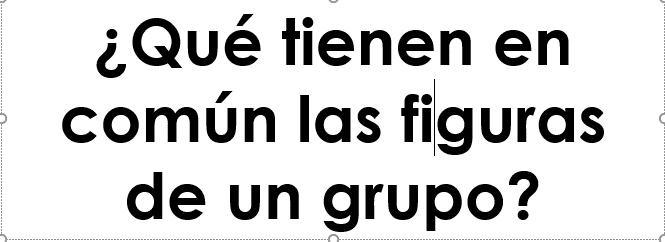 ¿Qué tienen en
común las figuras
de un grupo?